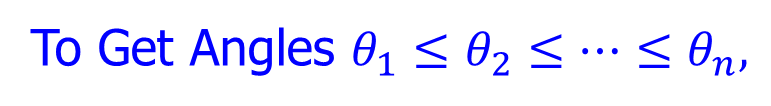 To Get Angles θ₁ ≤ θ₂ ≤ ⋯ ≤ θₙ,